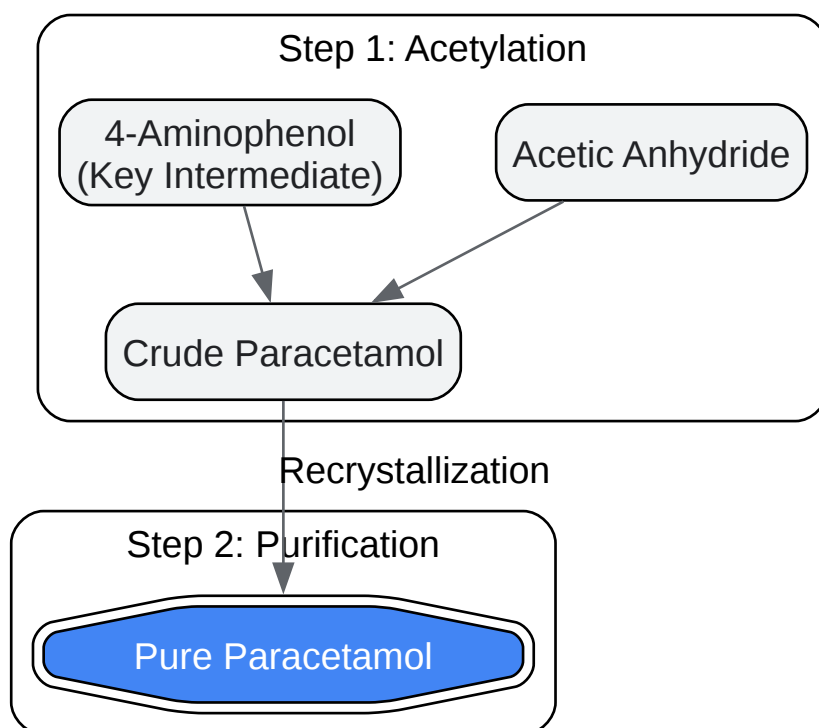 Step 1: Acetylation
4-Aminophenol
(Key Intermediate)
Acetic Anhydride
Crude Paracetamol
Recrystallization
Step 2: Purification
Pure Paracetamol